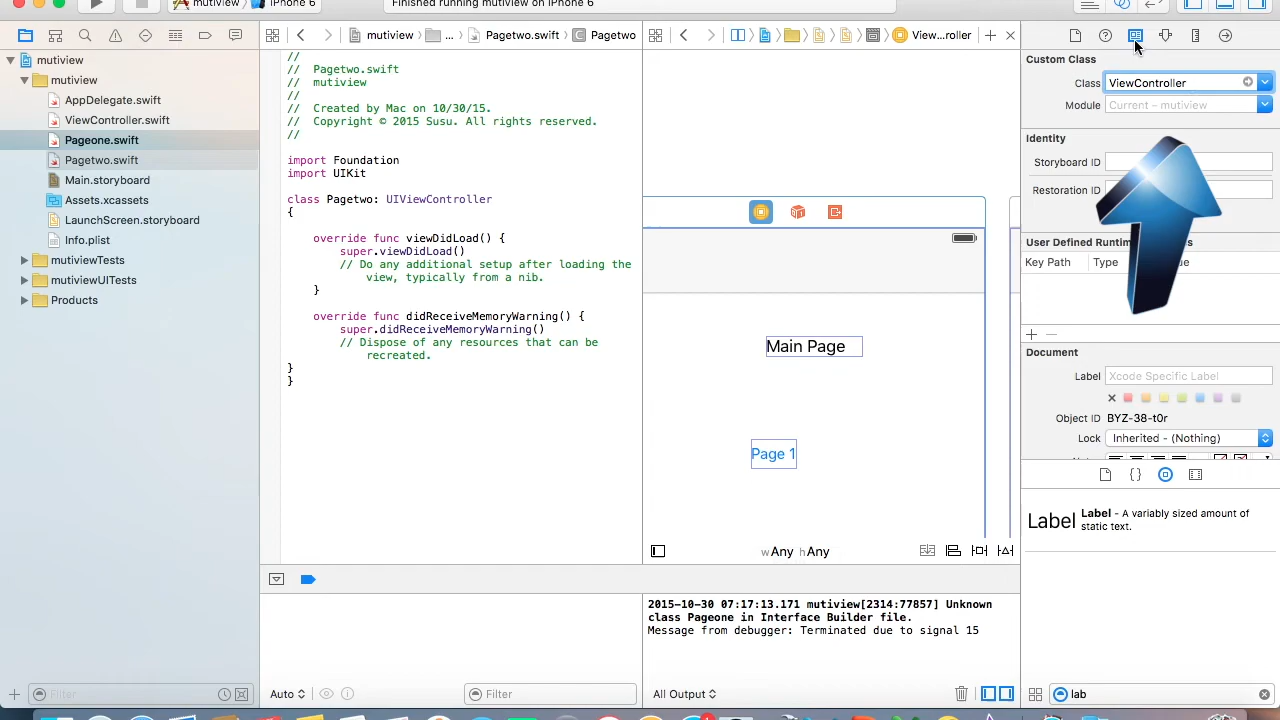 mutiview
iPhone 6
Finished running mutiview on iPhone 6
mutiview
...
Pagetwo.swift
Pagetwo
View...roller
mutiview
mutiview
AppDelegate.swift
ViewController.swift
Pageone.swift
Pagetwo.swift
Main.storyboard
Assets.xcassets
LaunchScreen.storyboard
Info.plist
mutiviewTests
mutiviewUITests
Products
Filter
//
// Pagetwo.swift
// mutiview
//
// Created by Mac on 10/30/15.
// Copyright © 2015 Susu. All rights reserved.
//
import Foundation
import UIKit
class Pagetwo: UIViewController
{
override func viewDidLoad() {
super.viewDidLoad()
// Do any additional setup after loading the
view, typically from a nib.
}
override func didReceiveMemoryWarning() {
super.didReceiveMemoryWarning()
// Dispose of any resources that can be
recreated.
}
}
Auto
Filter
Main Page
Page 1
wAny hAny
2015-10-30 07:17:13.171 mutiview[2314:77857] Unknown
class Pageone in Interface Builder file.
Message from debugger: Terminated due to signal 15
All Output
Custom Class
Class ViewController
Module Current – mutiview
Identity
Storyboard ID
Restoration ID
User Defined Runtim
Key Path Type
Document
Label Xcode Specific Label
Object ID BYZ-38-t0r
Lock Inherited - (Nothing)
Label
Label - A variably sized amount of
static text.
lab